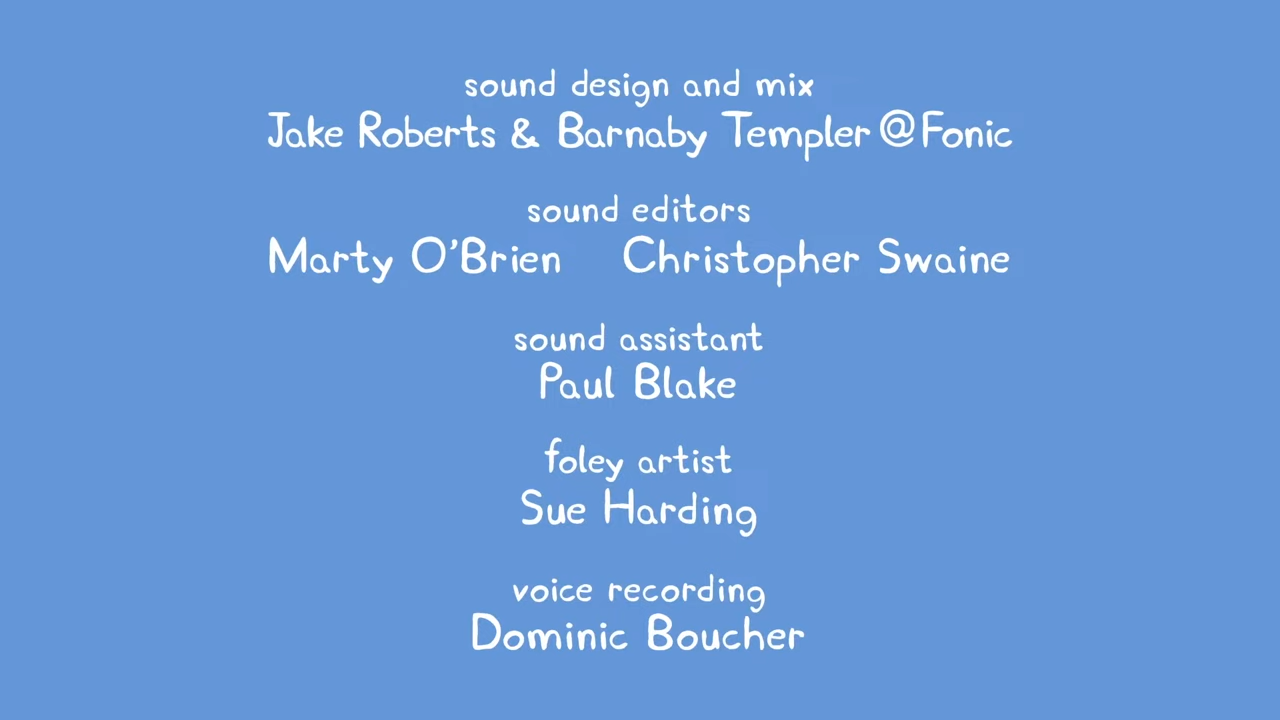 sound design and mix
Jake Roberts & Barnaby Templer @ Fonic
sound editors
Marty O'Brien Christopher Swaine
sound assistant
Paul Blake
foley artist
Sue Harding
voice recording
Dominic Boucher